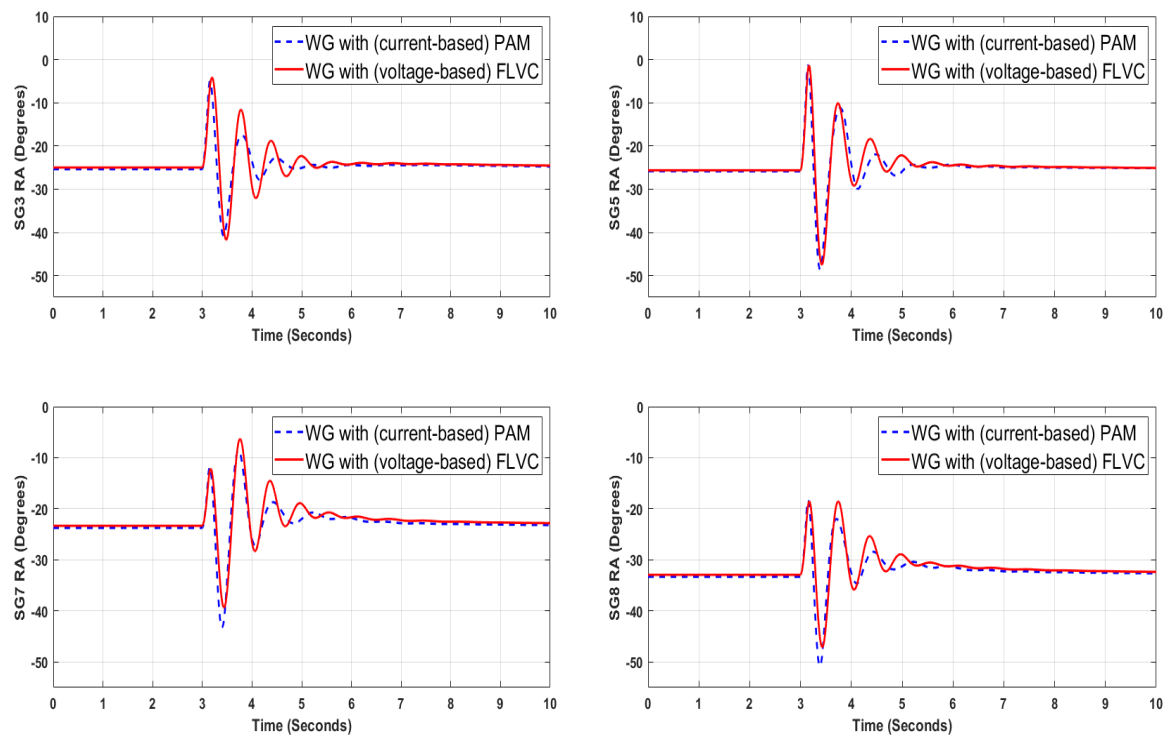 10
0
-10
-20
-30
-40
-50
SG3 RA (Degrees)
WG with (current-based) PAM
WG with (voltage-based) FLVC
0 1 2 3 4 5 6 7 8 9 10
Time (Seconds)
10
0
-10
-20
-30
-40
-50
SG5 RA (Degrees)
WG with (current-based) PAM
WG with (voltage-based) FLVC
0 1 2 3 4 5 6 7 8 9 10
Time (Seconds)
0
-10
-20
-30
-40
-50
SG7 RA (Degrees)
WG with (current-based) PAM
WG with (voltage-based) FLVC
0 1 2 3 4 5 6 7 8 9 10
Time (Seconds)
0
-10
-20
-30
-40
-50
SG8 RA (Degrees)
WG with (current-based) PAM
WG with (voltage-based) FLVC
0 1 2 3 4 5 6 7 8 9 10
Time (Seconds)